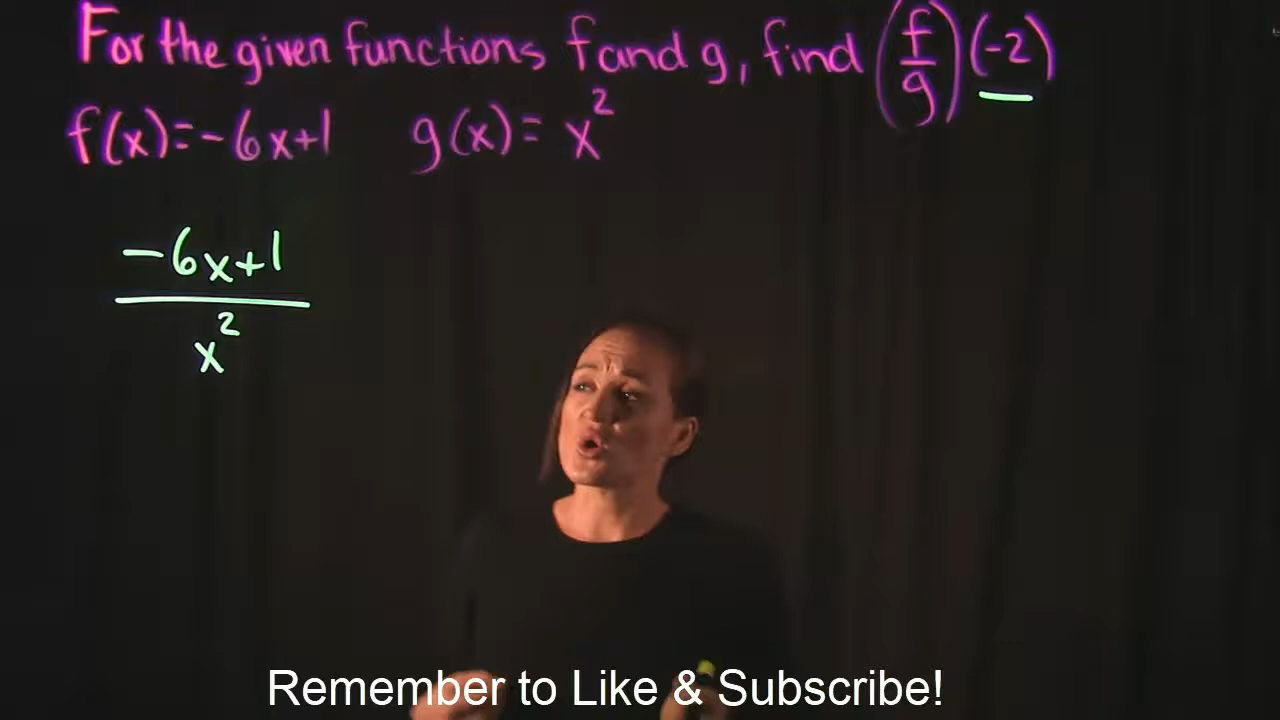 For the given functions f and g, find (f/g)(-2)
f(x)=-6x+1 g(x)= x²
-6x+1
x²
Remember to Like & Subscribe!